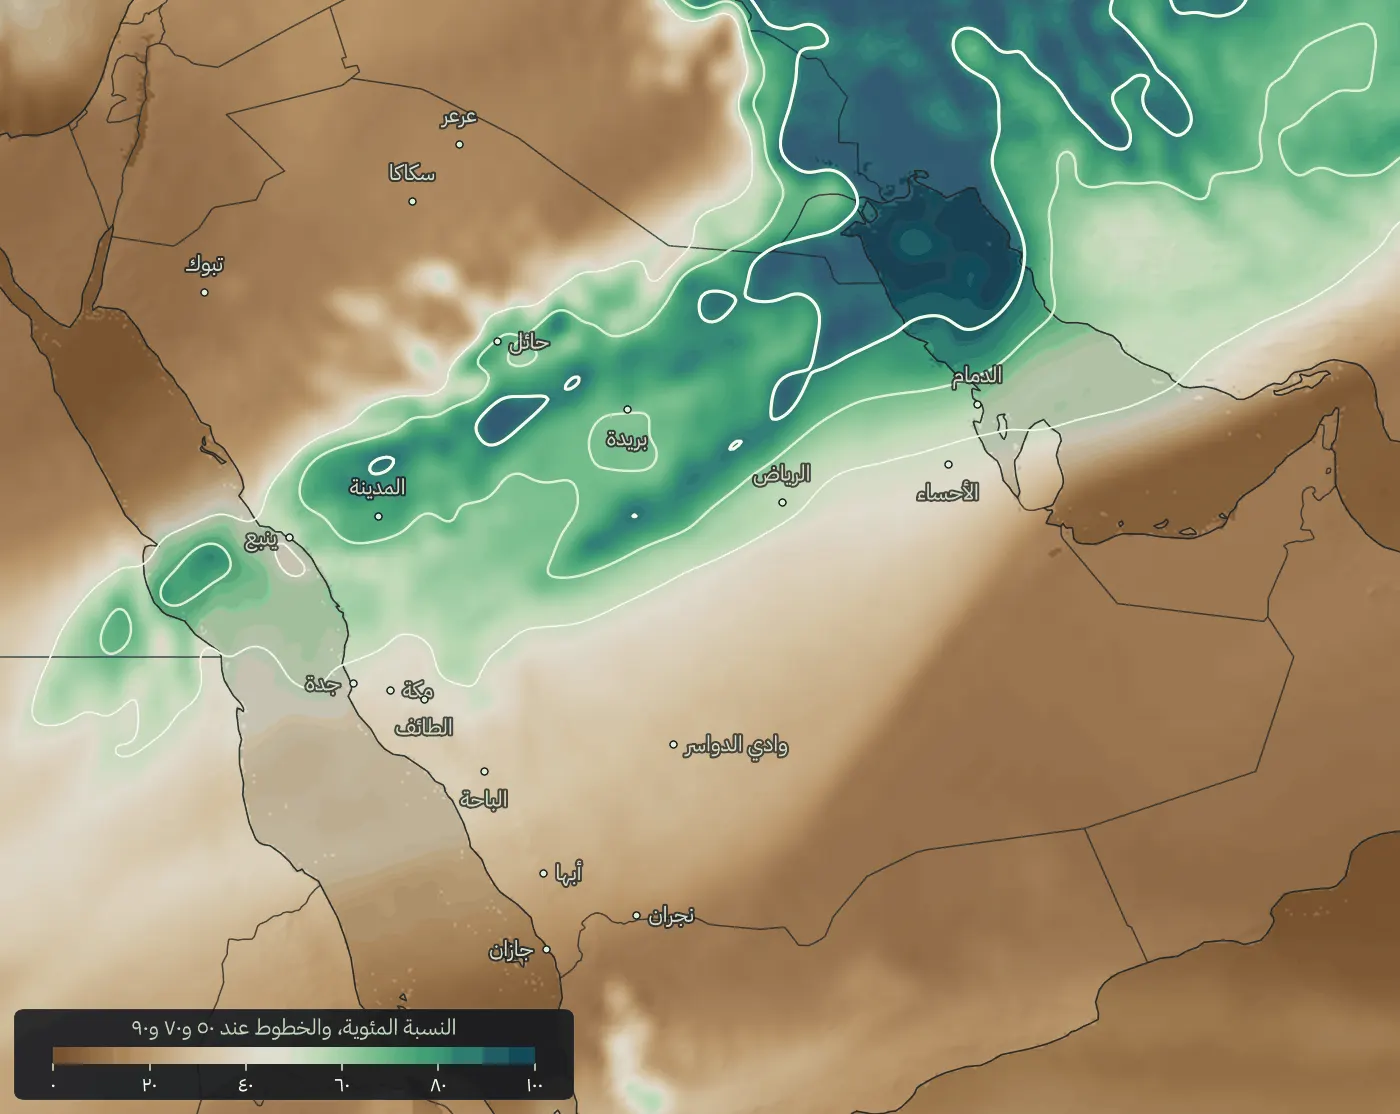 عرعر
سكاكا
تبوك
حائل
الدمام
بريدة
الرياض
المدينة
الأحساء
ينبع
جدة
مكة
الطائف
وادي الدواسر
الباحة
أبها
نجران
جازان
النسبة المئوية، والخطوط عند ٥٠ و٧٠ و٩٠
٠ ٢٠ ٤٠ ٦٠ ٨٠ ١٠٠